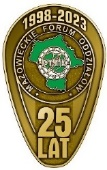 1998-2023
MAZOWIECKIE FORUM ODDZIAŁÓW
25
LAT